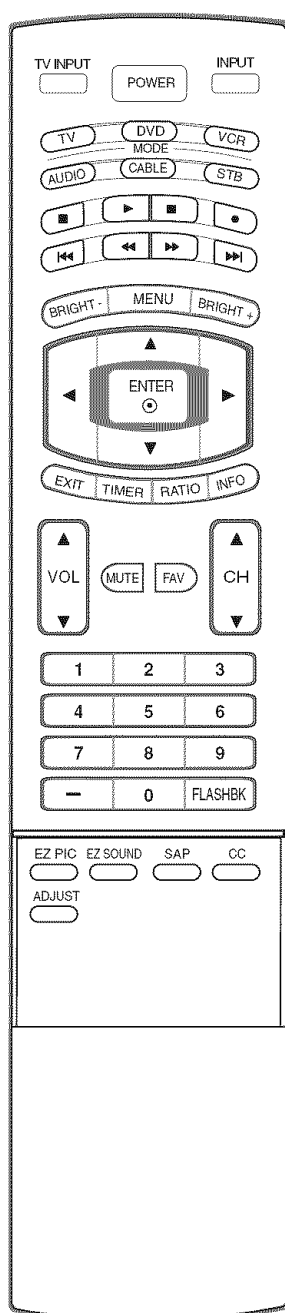 TV INPUT INPUT
POWER
TV DVD VCR
MODE
AUDIO CABLE STB
BRIGHT - MENU BRIGHT +
ENTER
EXIT TIMER RATIO INFO
VOL MUTE FAV CH
1 2 3
4 5 6
7 8 9
— 0 FLASHBK
EZ PIC EZ SOUND SAP CC
ADJUST